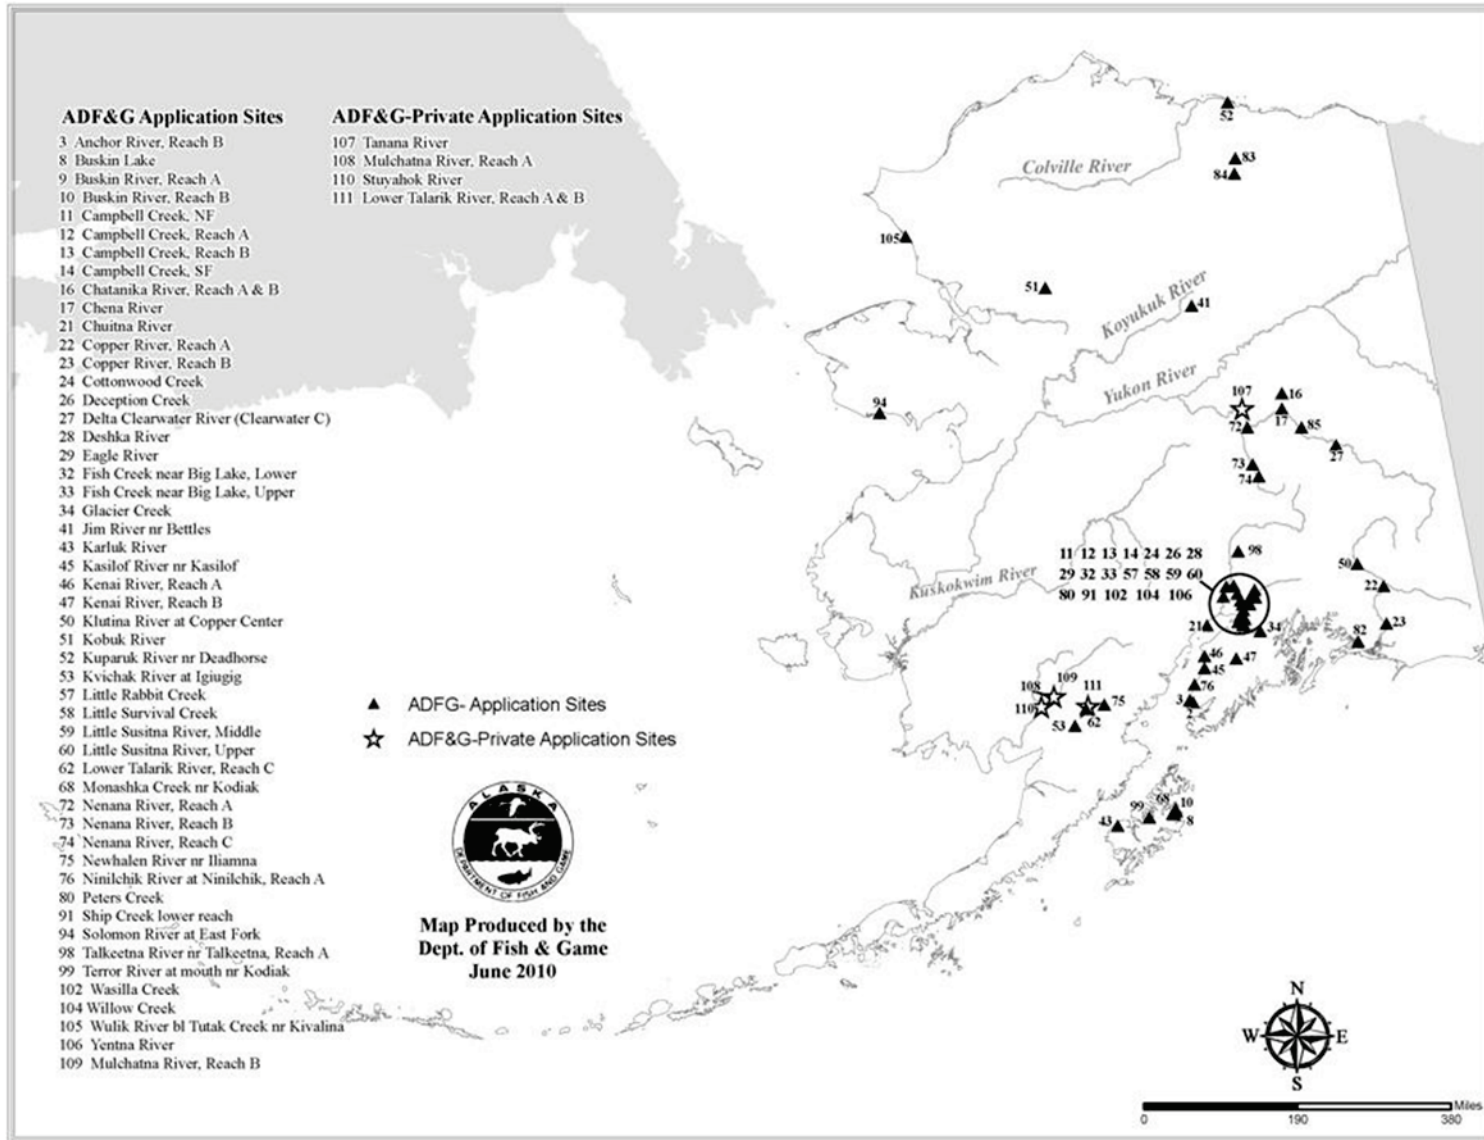 ADF&G Application Sites
3 Anchor River, Reach B
8 Buskin Lake
9 Buskin River, Reach A
10 Buskin River, Reach B
11 Campbell Creek, NF
12 Campbell Creek, Reach A
13 Campbell Creek, Reach B
14 Campbell Creek, SF
16 Chatanika River, Reach A & B
17 Chena River
21 Chuitna River
22 Copper River, Reach A
23 Copper River, Reach B
24 Cottonwood Creek
26 Deception Creek
27 Delta Clearwater River (Clearwater C)
28 Deshka River
29 Eagle River
32 Fish Creek near Big Lake, Lower
33 Fish Creek near Big Lake, Upper
34 Glacier Creek
41 Jim River nr Bettles
43 Karluk River
45 Kasilof River nr Kasilof
46 Kenai River, Reach A
47 Kenai River, Reach B
50 Klutina River at Copper Center
51 Kobuk River
52 Kuparuk River nr Deadhorse
53 Kvichak River at Igiugig
57 Little Rabbit Creek
58 Little Survival Creek
59 Little Susitna River, Middle
60 Little Susitna River, Upper
62 Lower Talarik River, Reach C
68 Monashka Creek nr Kodiak
72 Nenana River, Reach A
73 Nenana River, Reach B
74 Nenana River, Reach C
75 Newhalen River nr Iliamna
76 Ninilchik River at Ninilchik, Reach A
80 Peters Creek
91 Ship Creek lower reach
94 Solomon River at East Fork
98 Talkeetna River nr Talkeetna, Reach A
99 Terror River at mouth nr Kodiak
102 Wasilla Creek
104 Willow Creek
105 Wulik River bl Tutak Creek nr Kivalina
106 Yentna River
109 Mulchatna River, Reach B
ADF&G-Private Application Sites
107 Tanana River
108 Mulchatna River, Reach A
110 Stuyahok River
111 Lower Talarik River, Reach A & B
ADFG- Application Sites
ADF&G-Private Application Sites
ALASKA
DEPARTMENT OF FISH AND GAME
Map Produced by the
Dept. of Fish & Game
June 2010
52
Colville River
83
84
105
51
Koyukuk River
41
Yukon River
94
107
16
17
72
85
27
73
74
Kuskokwim River
11 12 13 14 24 26 28
29 32 33 57 58 59 60
80 91 102 104 106
98
50
22
23
82
21
34
46
47
45
76
3
2
108
109
110
111
75
62
53
68
10
99
8
43
N
W
E
S
Miles
0
190
380